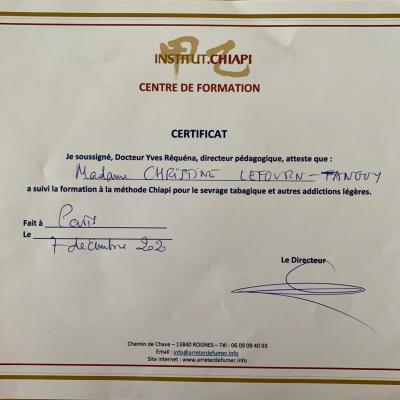 INSTITUT.CHIAPI
CENTRE DE FORMATION
CERTIFICAT
Je soussigné, Docteur Yves Réquéna, directeur pédagogique, atteste que :
Madame CHRISTINE LEFOURN - TANGUY
a suivi la formation à la méthode Chiapi pour le sevrage tabagique et autres addictions légères.
Fait à Paris
Le 7 décembre 2020
Le Directeur
Chemin de Chave – 13840 ROGNES – Tél : 06 09 09 40 93
Email : info@arreterdefumer.info
Site internet : www.arreterdefumer.info